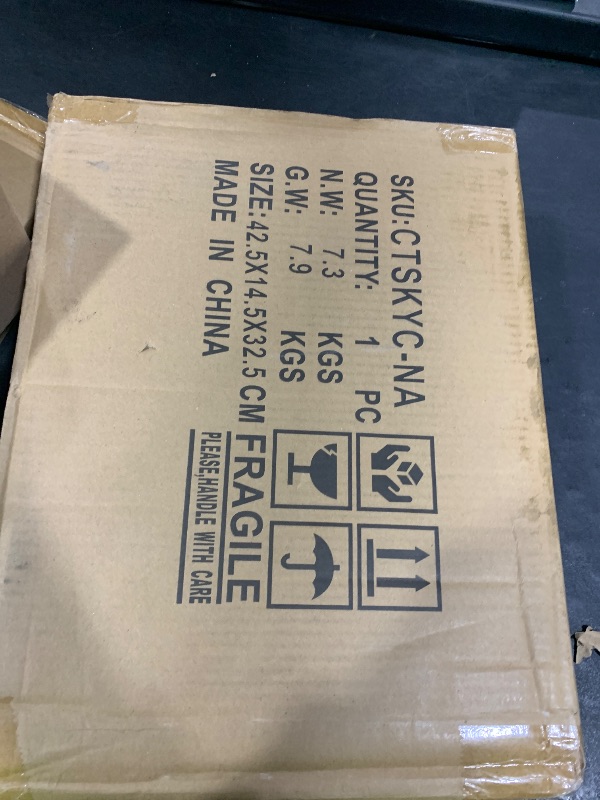 SKU:CTSKYC-NA
QUANTITY: 1 PC
N.W: 7.3 KGS
G.W: 7.9 KGS
SIZE:42.5X14.5X32.5 CM
MADE IN CHINA
FRAGILE
PLEASE,HANDLE WITH CARE